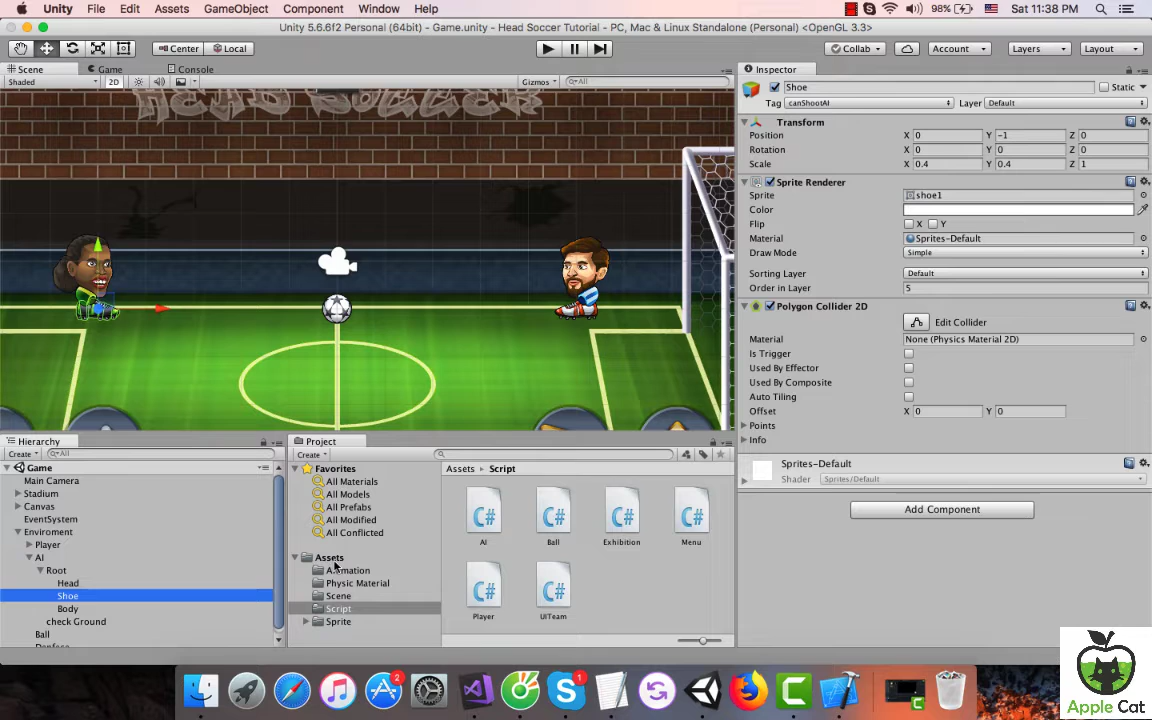 Unity File Edit Assets GameObject Component Window Help 98% Sat 11:38 PM
Unity 5.6.6f2 Personal (64bit) - Game.unity - Head Soccer Tutorial - PC, Mac & Linux Standalone (Personal) <OpenGL 3.3>
Center Local Collab Account Layers Layout
Scene Game Console Inspector
Shaded 2D Gizmos All
Shoe Static
Tag canShootAI Layer Default
HEAD SOCCER
Transform
Position X 0 Y -1 Z 0
Rotation X 0 Y 0 Z 0
Scale X 0.4 Y 0.4 Z 1
Sprite Renderer
Sprite shoe1
Color
Flip X Y
Material Sprites-Default
Draw Mode Simple
Sorting Layer Default
Order in Layer 5
Polygon Collider 2D
Edit Collider
Material None (Physics Material 2D)
Is Trigger
Used By Effector
Used By Composite
Auto Tiling
Offset X 0 Y 0
Points
Info
Sprites-Default
Shader Sprites/Default
Add Component
Hierarchy
Create All
Game
Main Camera
Stadium
Canvas
EventSystem
Enviroment
Player
AI
Root
Head
Shoe
Body
check Ground
Ball
Project
Create
Favorites
All Materials
All Models
All Prefabs
All Modified
All Conflicted
Assets
Animation
Physic Material
Scene
Script
Sprite
Assets Script
C# C# C# C#
AI Ball Exhibition Menu
C# C#
Player UITeam
2 1
Apple Cat